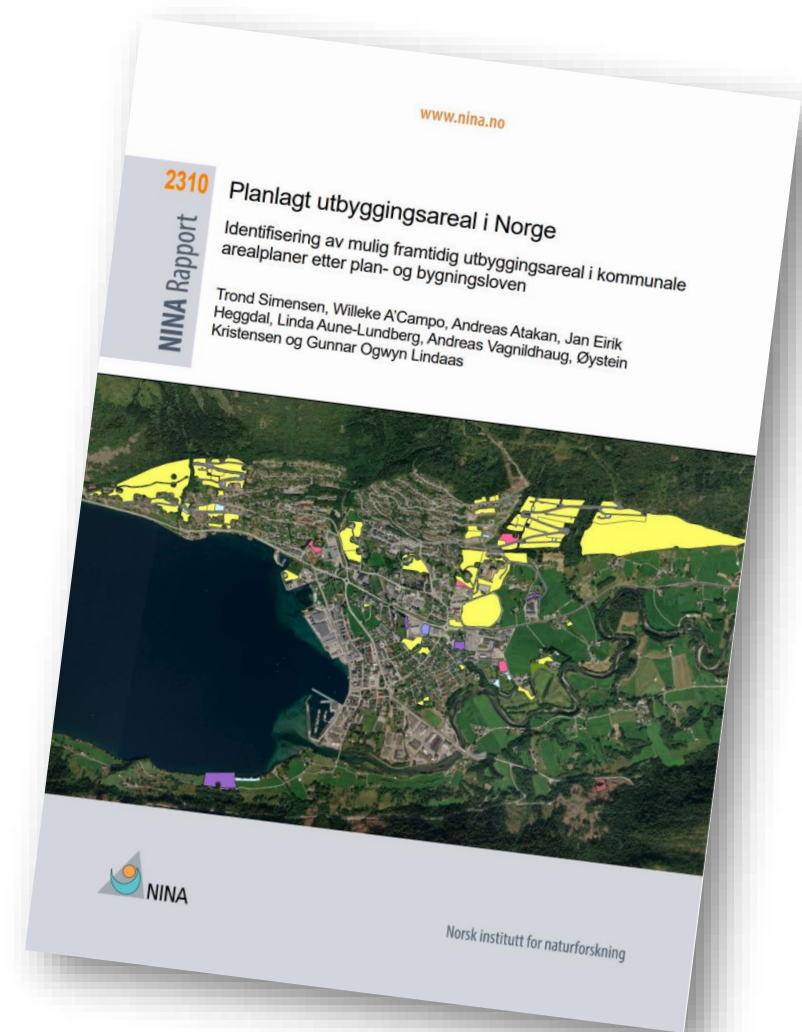 www.nina.no
2310
NINA Rapport
Planlagt utbyggingsareal i Norge
Identifisering av mulig framtidig utbyggingsareal i kommunale
arealplaner etter plan- og bygningsloven
Trond Simensen, Willeke A'Campo, Andreas Atakan, Jan Eirik
Heggdal, Linda Aune-Lundberg, Andreas Vagnildhaug, Øystein
Kristensen og Gunnar Ogwyn Lindaas
NINA
Norsk institutt for naturforskning